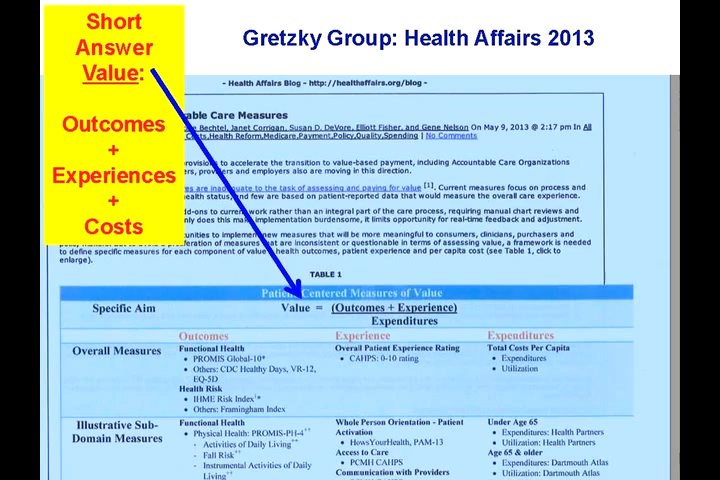 Short
Answer
Value:
Outcomes
+
Experiences
+
Costs
Gretzky Group: Health Affairs 2013
- Health Affairs Blog - http://healthaffairs.org/blog -
able Care Measures
Bechtel, Janet Corrigan, Susan D. DeVore, Elliott Fisher, and Gene Nelson On May 9, 2013 @ 2:17 pm In All
Costs,Health Reform,Medicare,Payment,Policy,Quality,Spending | No Comments
to accelerate the transition to value-based payment, including Accountable Care Organizations
ers, providers and employers also are moving in this direction.
are inadequate to the task of assessing and paying for value [1]. Current measures focus on process and
health status, and few are based on patient-reported data that would measure the overall care experience.
dd-ons to current work rather than an integral part of the care process, requiring manual chart reviews and
nly does this make implementation burdensome, it limits opportunity for real-time feedback and adjustment.
unities to implement new measures that will be more meaningful to consumers, clinicians, purchasers and
of measures that are inconsistent or questionable in terms of assessing value, a framework is needed
to define specific measures for each component of value health outcomes, patient experience and per capita cost (see Table 1, click to
enlarge).
TABLE 1
Patient Centered Measures of Value
Specific Aim Value = (Outcomes + Experience)
Expenditures
Outcomes Experience Expenditures
Overall Measures Functional Health Overall Patient Experience Rating Total Costs Per Capita
• PROMIS Global-10* • CAHPS: 0-10 rating • Expenditures
• Others: CDC Healthy Days, VR-12, • Utilization
EQ-5D
Health Risk
• IHME Risk Index¹*
• Others: Framingham Index
Illustrative Sub- Functional Health Whole Person Orientation - Patient Under Age 65
Domain Measures • Physical Health: PROMIS-PH-4⁺⁺ Activation • Expenditures: Health Partners
- Activities of Daily Living⁺⁺ • HowsYourHealth, PAM-13 • Utilization: Health Partners
- Fall Risk⁺⁺ Access to Care Age 65 & older
- Instrumental Activities of Daily • PCMH CAHPS • Expenditures: Dartmouth Atlas
Living⁺⁺ Communication with Providers • Utilization: Dartmouth Atlas